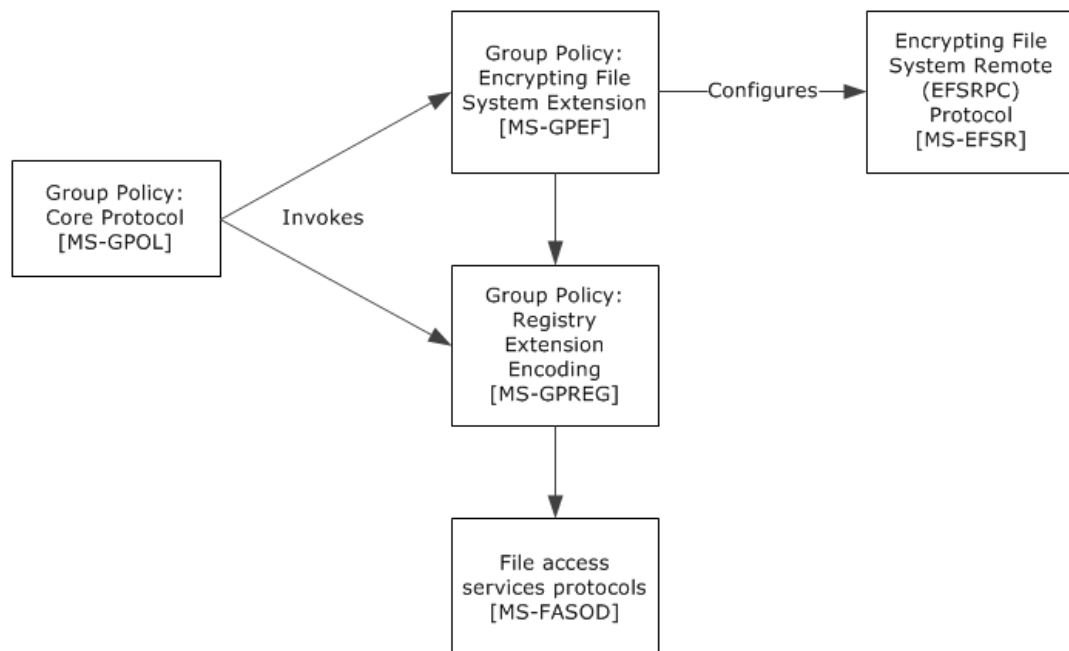 Group Policy:
Encrypting File
System Extension
[MS-GPEF]
Configures
Encrypting File
System Remote
(EFSRPC)
Protocol
[MS-EFSR]
Group Policy:
Core Protocol
[MS-GPOL]
Invokes
Group Policy:
Registry
Extension
Encoding
[MS-GPREG]
File access
services protocols
[MS-FASOD]